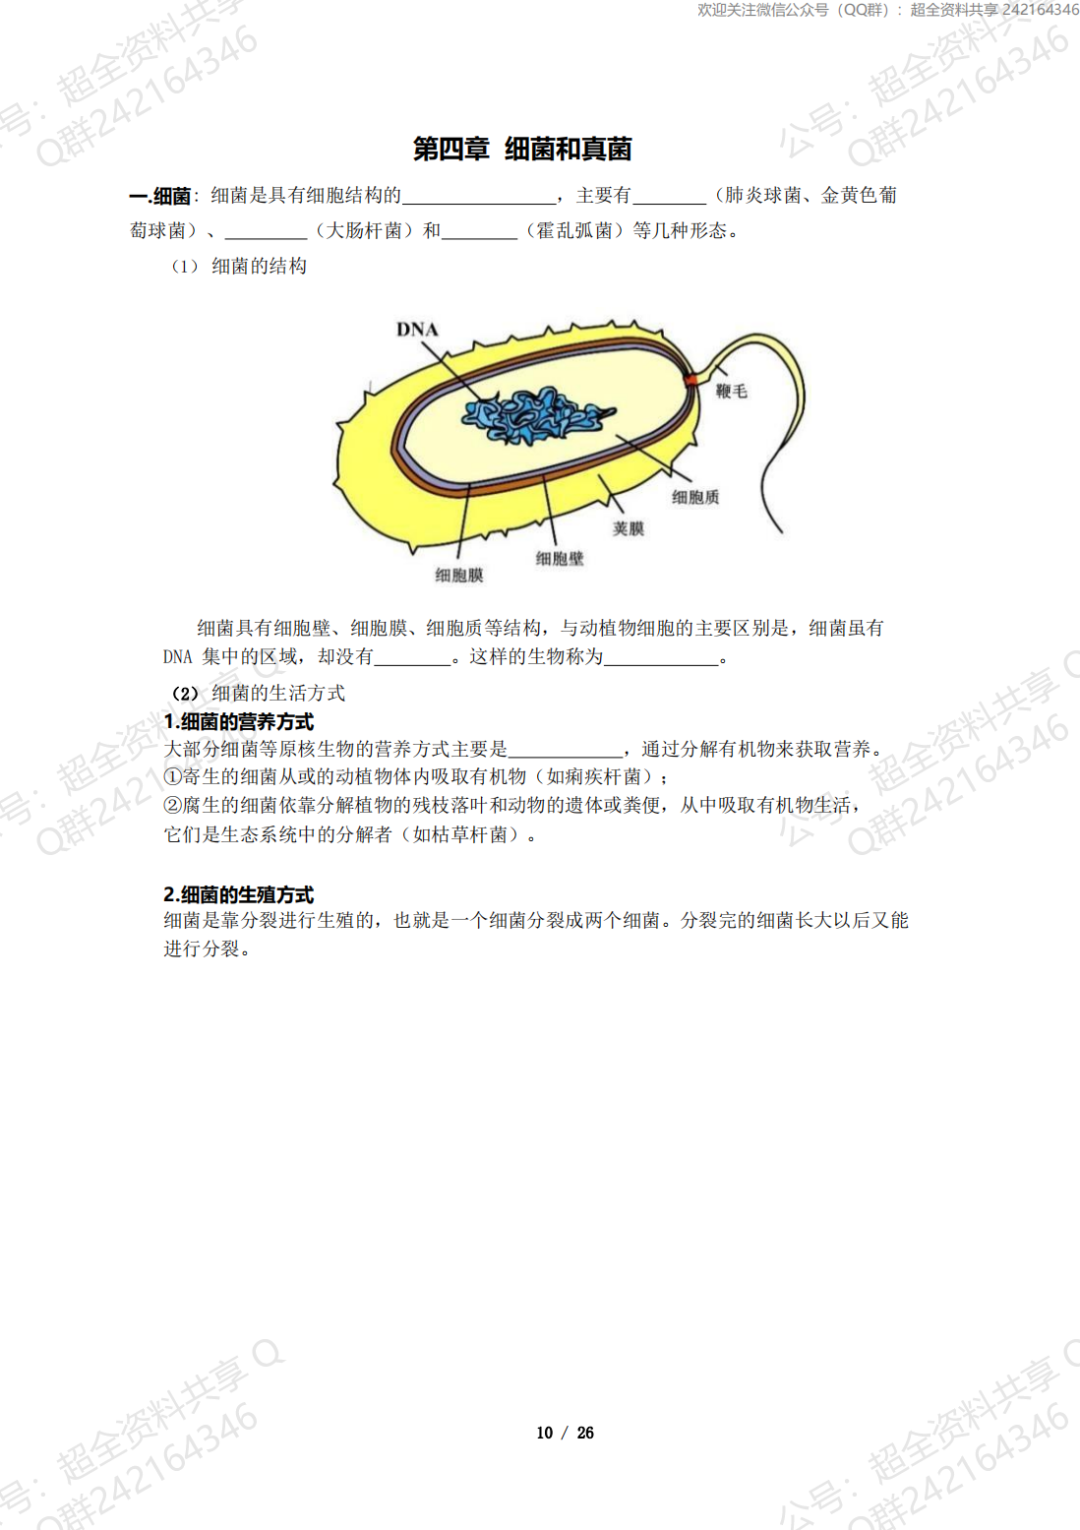 欢迎关注微信公众号（QQ群）：超全资料共享 242164346
第四章 细菌和真菌
一.细菌：细菌是具有细胞结构的________________，主要有________（肺炎球菌、金黄色葡
萄球菌）、_________（大肠杆菌）和________（霍乱弧菌）等几种形态。
（1） 细菌的结构
DNA
鞭毛
细胞质
荚膜
细胞壁
细胞膜
细菌具有细胞壁、细胞膜、细胞质等结构，与动植物细胞的主要区别是，细菌虽有
DNA 集中的区域，却没有________。这样的生物称为____________。
（2） 细菌的生活方式
1.细菌的营养方式
大部分细菌等原核生物的营养方式主要是____________，通过分解有机物来获取营养。
①寄生的细菌从或的动植物体内吸取有机物（如痢疾杆菌）；
②腐生的细菌依靠分解植物的残枝落叶和动物的遗体或粪便，从中吸取有机物生活，
它们是生态系统中的分解者（如枯草杆菌）。
2.细菌的生殖方式
细菌是靠分裂进行生殖的，也就是一个细菌分裂成两个细菌。分裂完的细菌长大以后又能
进行分裂。
10 / 26
号：超全资料共享
Q群242164346
公号：超全资料共享
Q群242164346
号：超全资料共享 Q
Q群242164346
公号：超全资料共享 Q
Q群242164346
号：超全资料共享 Q
Q群242164346
公号：超全资料共享 Q
Q群242164346